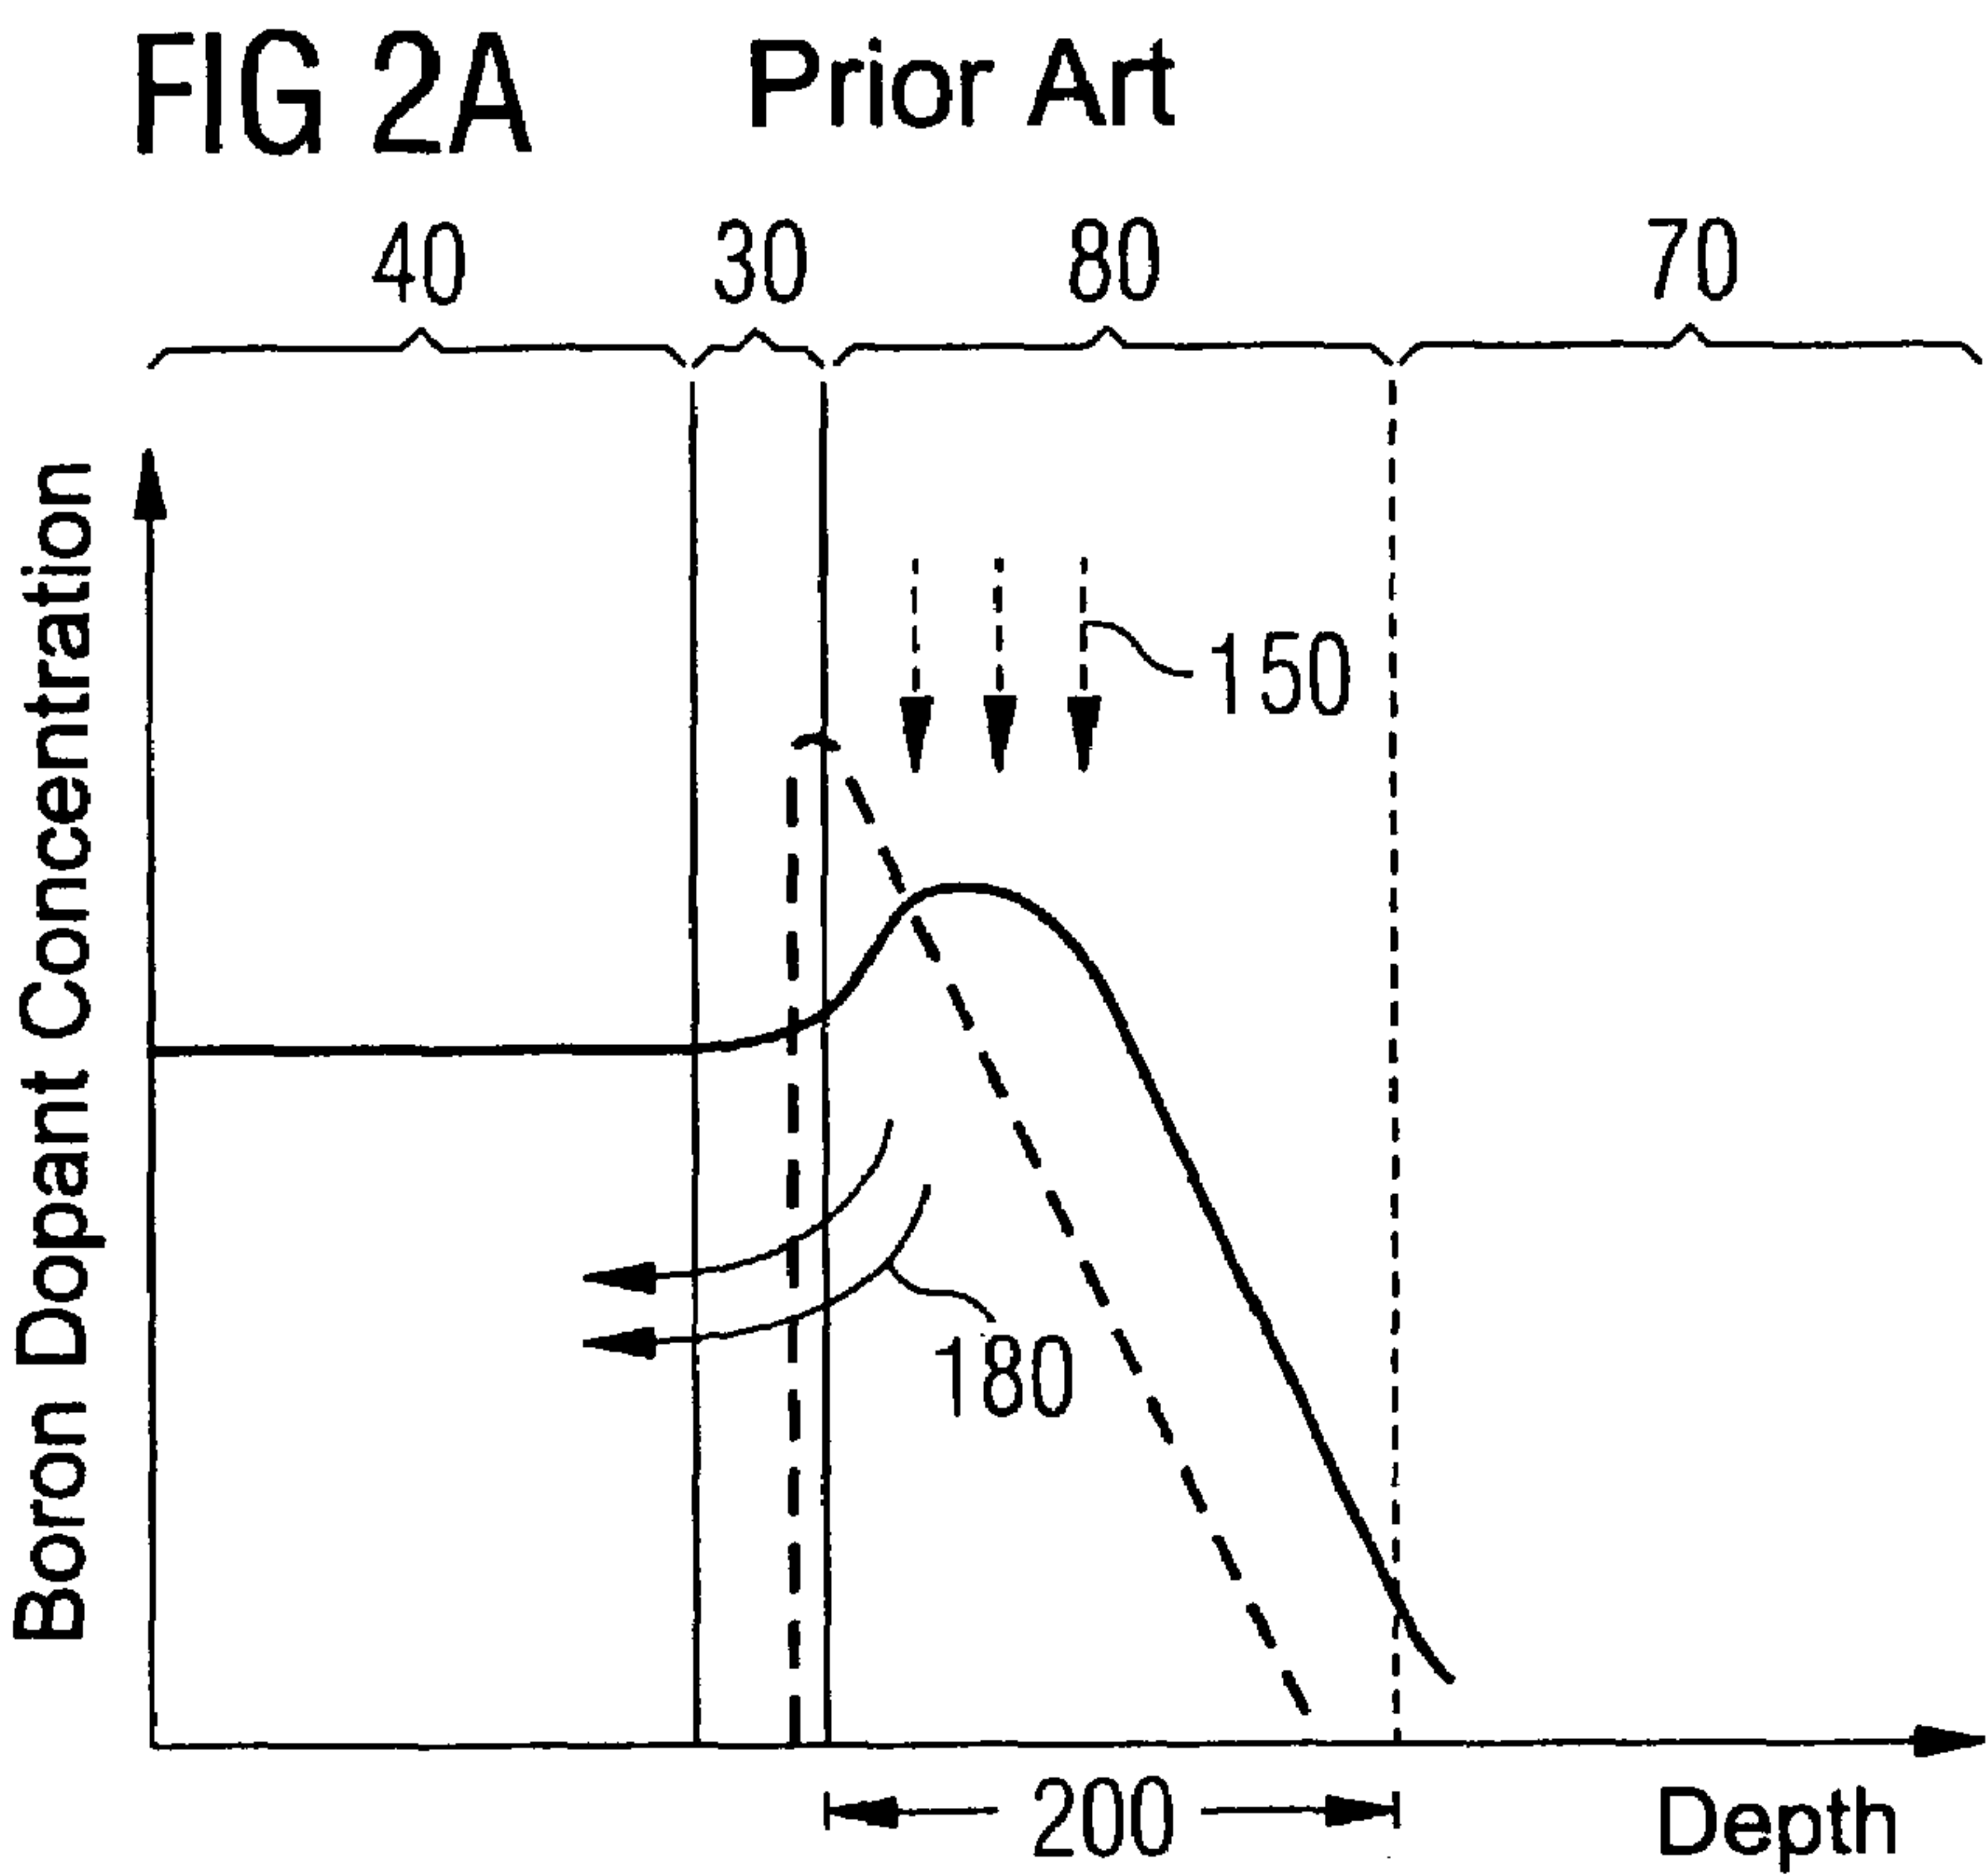 FIG 2A Prior Art
40 30 80 70
Boron Dopant Concentration
150
180
200
Depth